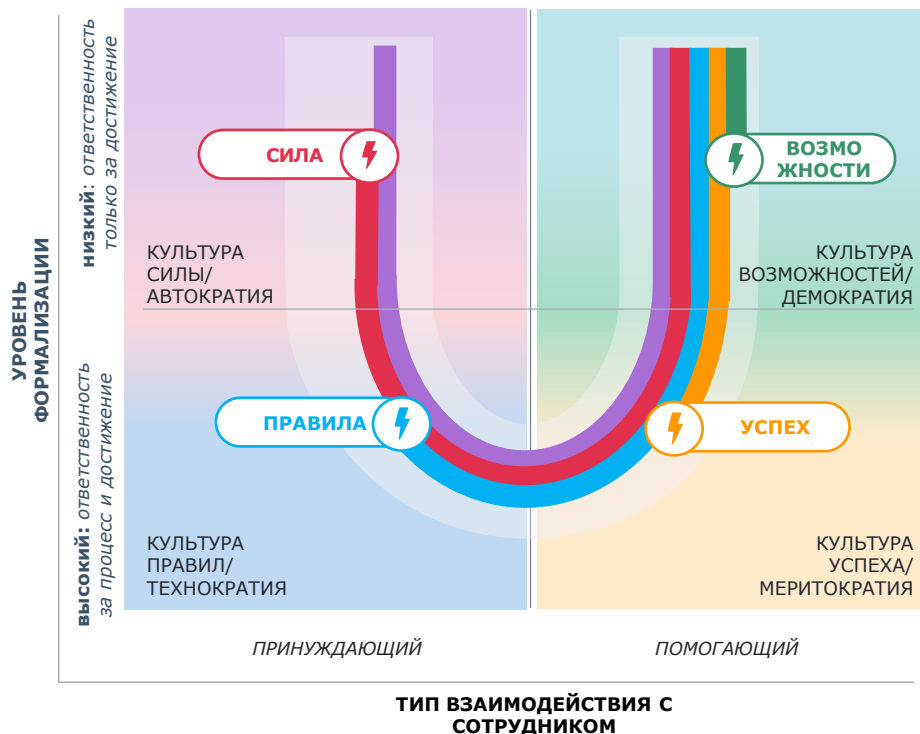 УРОВЕНЬ
ФОРМАЛИЗАЦИИ
низкий: ответственность
только за достижение
высокий: ответственность
за процесс и достижение
СИЛА
ВОЗМО
ЖНОСТИ
КУЛЬТУРА
СИЛЫ/
АВТОКРАТИЯ
КУЛЬТУРА
ВОЗМОЖНОСТЕЙ/
ДЕМОКРАТИЯ
ПРАВИЛА
УСПЕХ
КУЛЬТУРА
ПРАВИЛ/
ТЕХНОКРАТИЯ
КУЛЬТУРА
УСПЕХА/
МЕРИТОКРАТИЯ
ПРИНУЖДАЮЩИЙ
ПОМОГАЮЩИЙ
ТИП ВЗАИМОДЕЙСТВИЯ С
СОТРУДНИКОМ